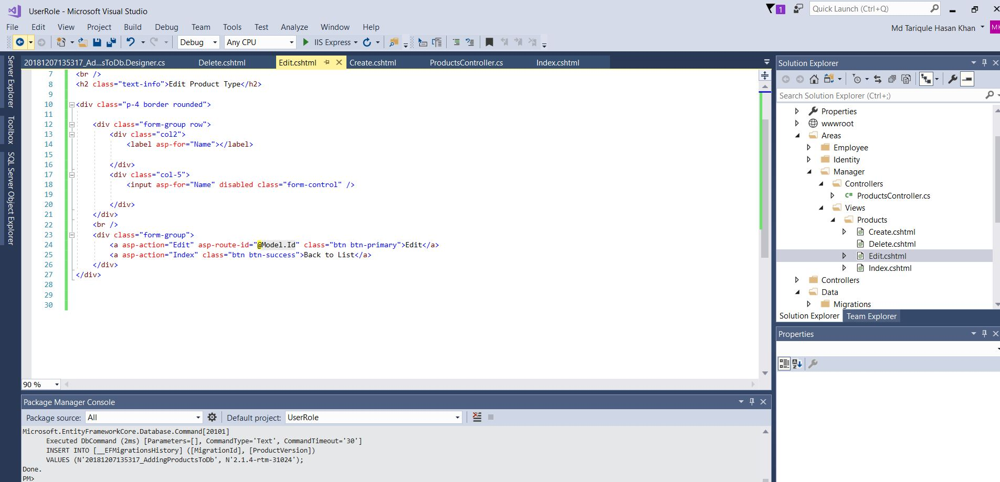 UserRole - Microsoft Visual Studio
1
Quick Launch (Ctrl+Q)
File Edit View Project Build Debug Team Tools Test Analyze Window Help
Md Tariqule Hasan Khan
Debug Any CPU IIS Express
Server Explorer
Toolbox
SQL Server Object Explorer
20181207135317_Ad...sToDb.Designer.cs Delete.cshtml Edit.cshtml Create.cshtml ProductsController.cs Index.cshtml
7 <br />
8 <h2 class="text-info">Edit Product Type</h2>
9
10 <div class="p-4 border rounded">
11
12 <div class="form-group row">
13 <div class="col2">
14 <label asp-for="Name"></label>
15
16 </div>
17 <div class="col-5">
18 <input asp-for="Name" disabled class="form-control" />
19
20 </div>
21 </div>
22 <br />
23 <div class="form-group">
24 <a asp-action="Edit" asp-route-id="@Model.Id" class="btn btn-primary">Edit</a>
25 <a asp-action="Index" class="btn btn-success">Back to List</a>
26 </div>
27 </div>
28
29
30
90 %
Package Manager Console
Package source: All Default project: UserRole
Microsoft.EntityFrameworkCore.Database.Command[20101]
Executed DbCommand (2ms) [Parameters=[], CommandType='Text', CommandTimeout='30']
INSERT INTO [__EFMigrationsHistory] ([MigrationId], [ProductVersion])
VALUES (N'20181207135317_AddingProductsToDb', N'2.1.4-rtm-31024');
Done.
PM>
Solution Explorer
Search Solution Explorer (Ctrl+;)
Properties
wwwroot
Areas
Employee
Identity
Manager
Controllers
C# ProductsController.cs
Views
Products
Create.cshtml
Delete.cshtml
Edit.cshtml
Index.cshtml
Controllers
Data
Migrations
Solution Explorer Team Explorer
Properties